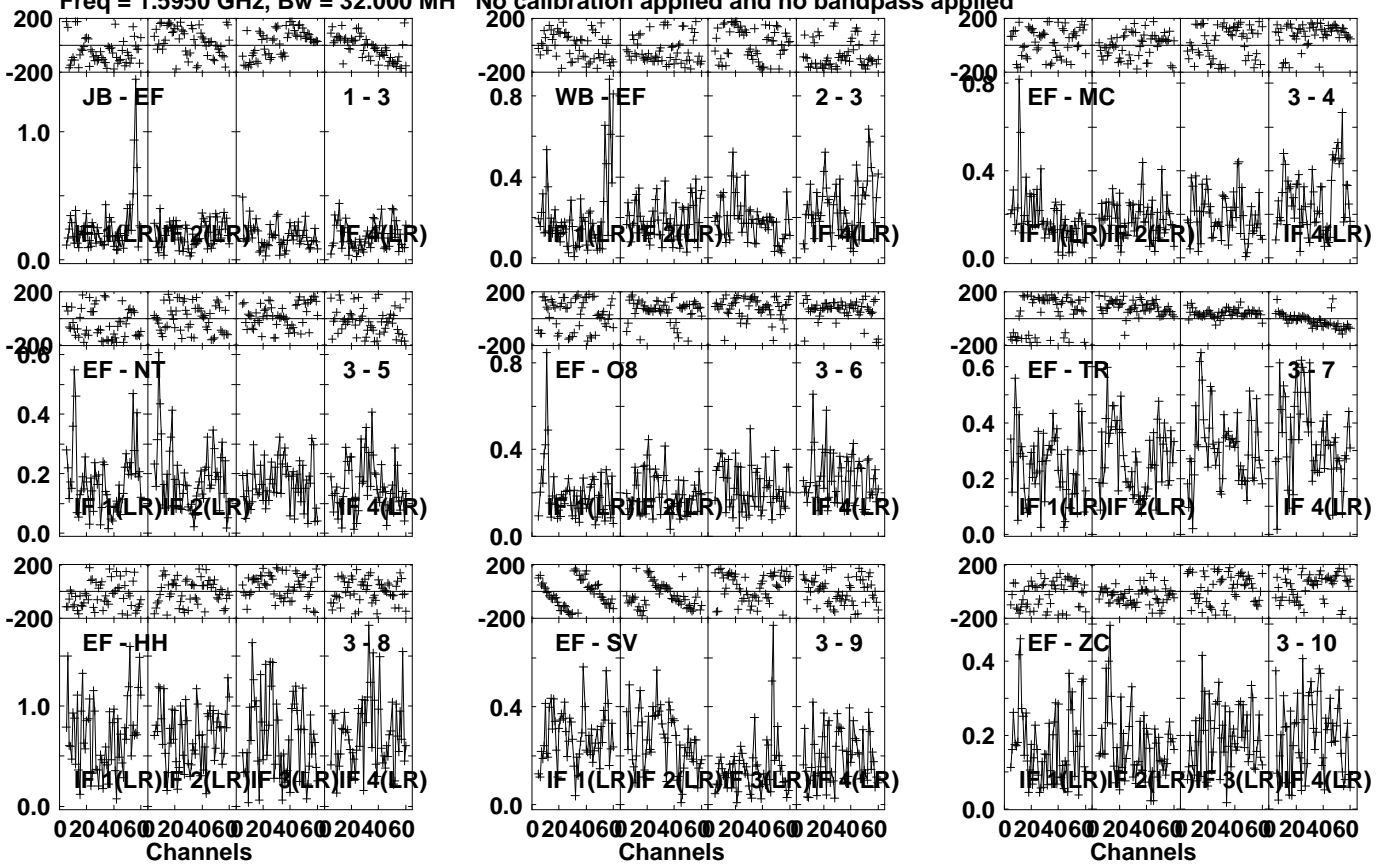 Freq = 1.5950 GHz, Bw = 32.000 MH No calibration applied and no bandpass applied
200
-200
JB - EF 1 - 3
1.0
IF 1(LR) IF 2(LR) IF 4(LR)
0.0
200
-200
WB - EF 2 - 3
0.8
0.4
IF 1(LR) IF 2(LR) IF 4(LR)
0.0
200
-200
0.8
EF - MC 3 - 4
0.4
IF 1(LR) IF 2(LR) IF 4(LR)
0.0
200
-200
0.6
EF - NT 3 - 5
0.4
0.2
IF 1(LR) IF 2(LR) IF 4(LR)
0.0
200
-200
0.8
EF - O8 3 - 6
0.4
IF 1(LR) IF 2(LR) IF 4(LR)
0.0
200
-200
EF - TR 3 - 7
0.6
0.4
0.2
IF 1(LR) IF 2(LR) IF 4(LR)
0.0
200
-200
EF - HH 3 - 8
1.0
IF 1(LR) IF 2(LR) IF 3(LR) IF 4(LR)
0.0
0 20 40 60 0 20 40 60 0 20 40 60 0 20 40 60
Channels
200
-200
EF - SV 3 - 9
0.4
IF 1(LR) IF 2(LR) IF 3(LR) IF 4(LR)
0.0
0 20 40 60 0 20 40 60 0 20 40 60 0 20 40 60
Channels
200
-200
EF - ZC 3 - 10
0.4
0.2
IF 1(LR) IF 2(LR) IF 3(LR) IF 4(LR)
0.0
0 20 40 60 0 20 40 60 0 20 40 60 0 20 40 60
Channels